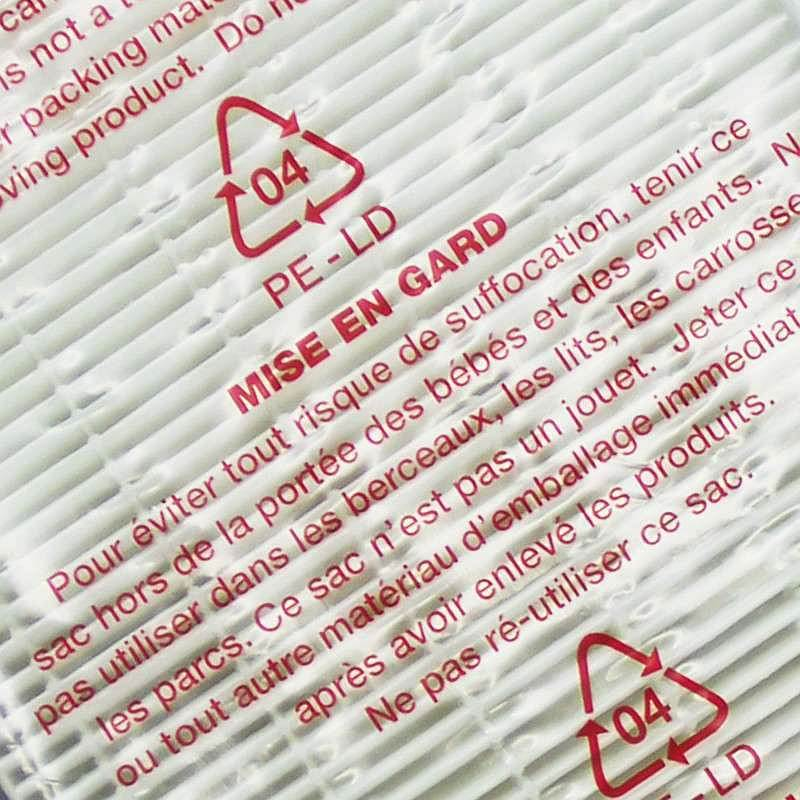 is not a t
packing mat
product. Do no
04
PE - LD
MISE EN GARD
Pour éviter tout risque de suffocation, tenir ce
sac hors de la portée des bébés et des enfants. N
pas utiliser dans les berceaux, les lits, les carrosse
les parcs. Ce sac n'est pas un jouet. Jeter ce
ou tout autre matériau d'emballage immédiat
après avoir enlevé les produits.
Ne pas ré-utiliser ce sac.
04
LD